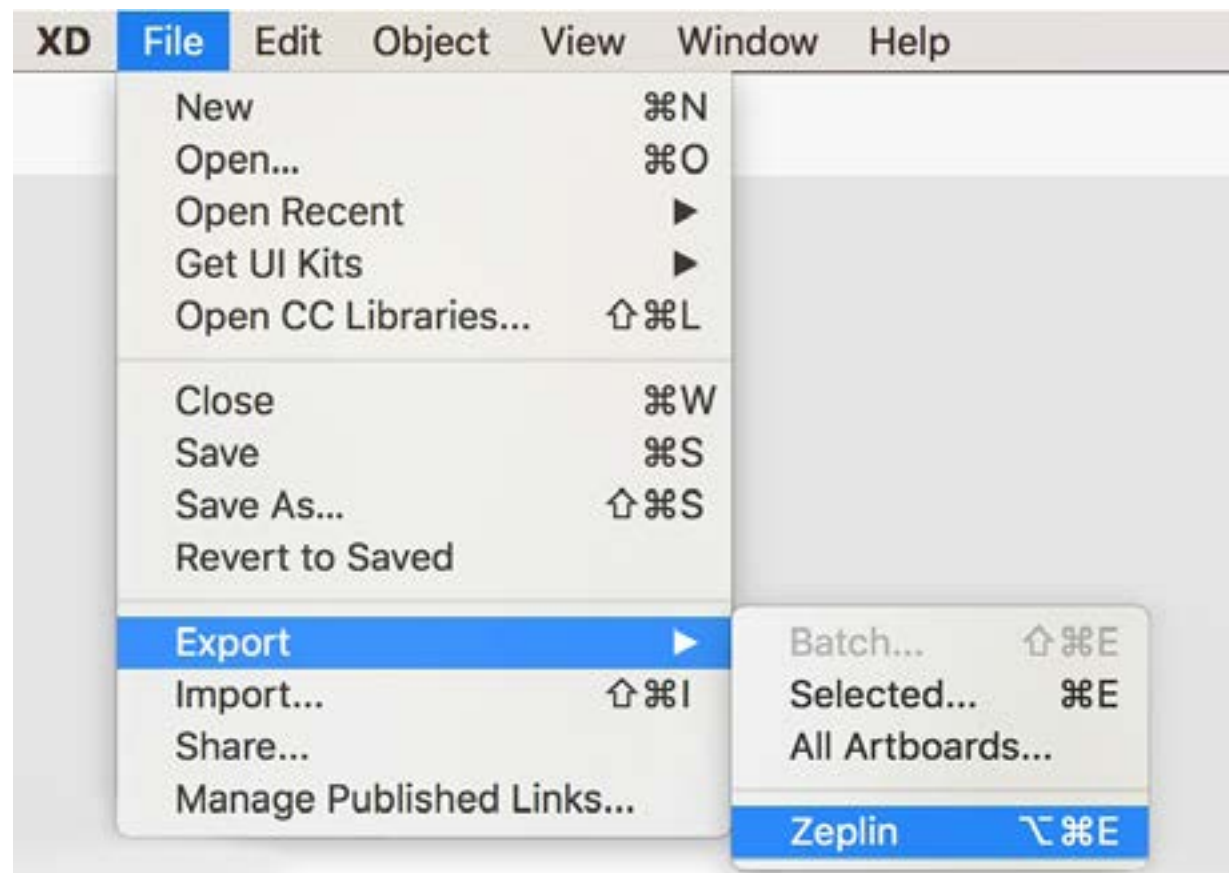 XD File Edit Object View Window Help
New ⌘N
Open... ⌘O
Open Recent ▶
Get UI Kits ▶
Open CC Libraries... ⇧⌘L
Close ⌘W
Save ⌘S
Save As... ⇧⌘S
Revert to Saved
Export ▶
Import... ⇧⌘I
Share...
Manage Published Links...
Batch... ⇧⌘E
Selected... ⌘E
All Artboards...
Zeplin ⌥⌘E